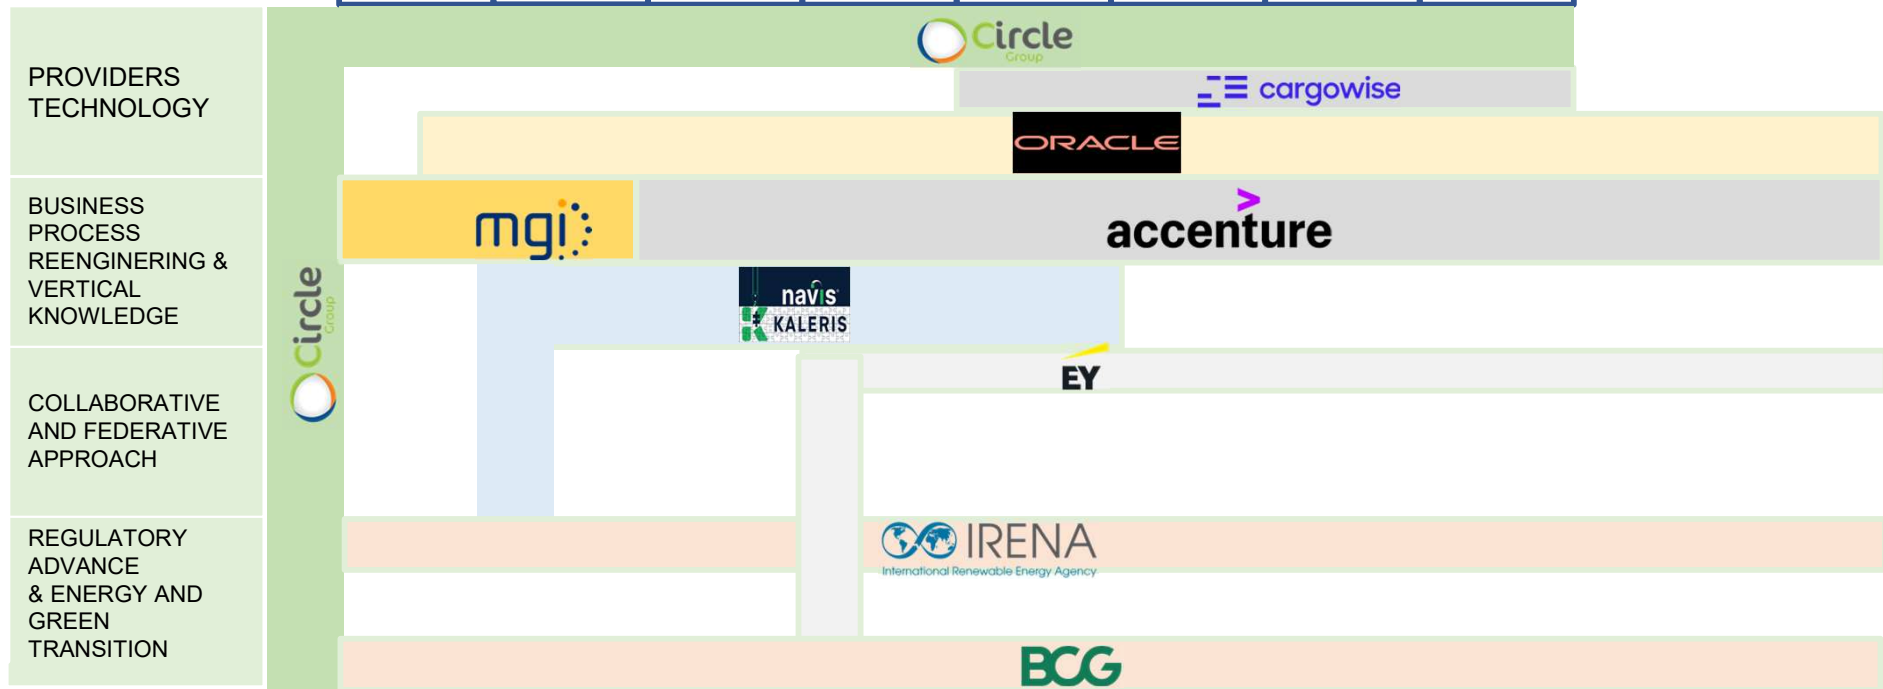 Circle
Group
PROVIDERS
TECHNOLOGY
cargowise
ORACLE
BUSINESS
PROCESS
REENGINERING &
VERTICAL
KNOWLEDGE
mgi
accenture
Circle
Group
navis
KALERIS
COLLABORATIVE
AND FEDERATIVE
APPROACH
EY
REGULATORY
ADVANCE
& ENERGY AND
GREEN
TRANSITION
IRENA
International Renewable Energy Agency
BCG